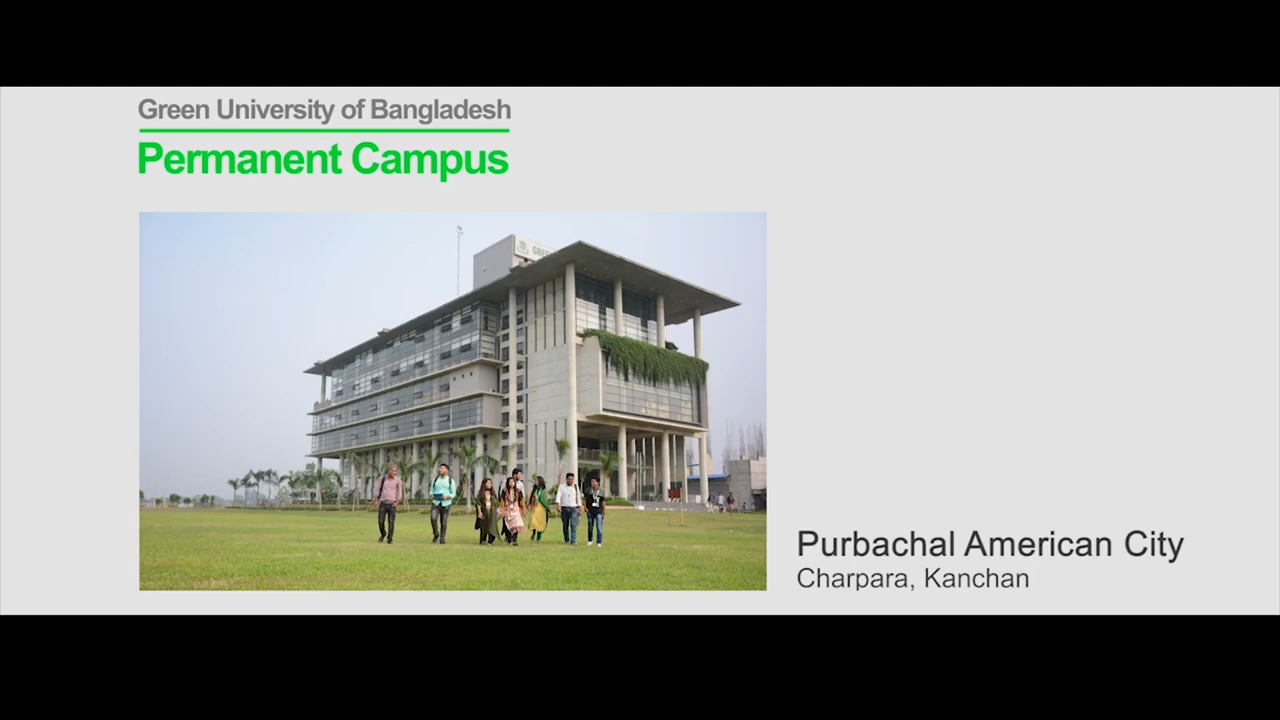 Green University of Bangladesh
Permanent Campus
Purbachal American City
Charpara, Kanchan